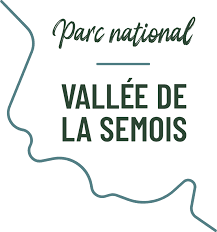 Parc national
VALLÉE DE
LA SEMOIS